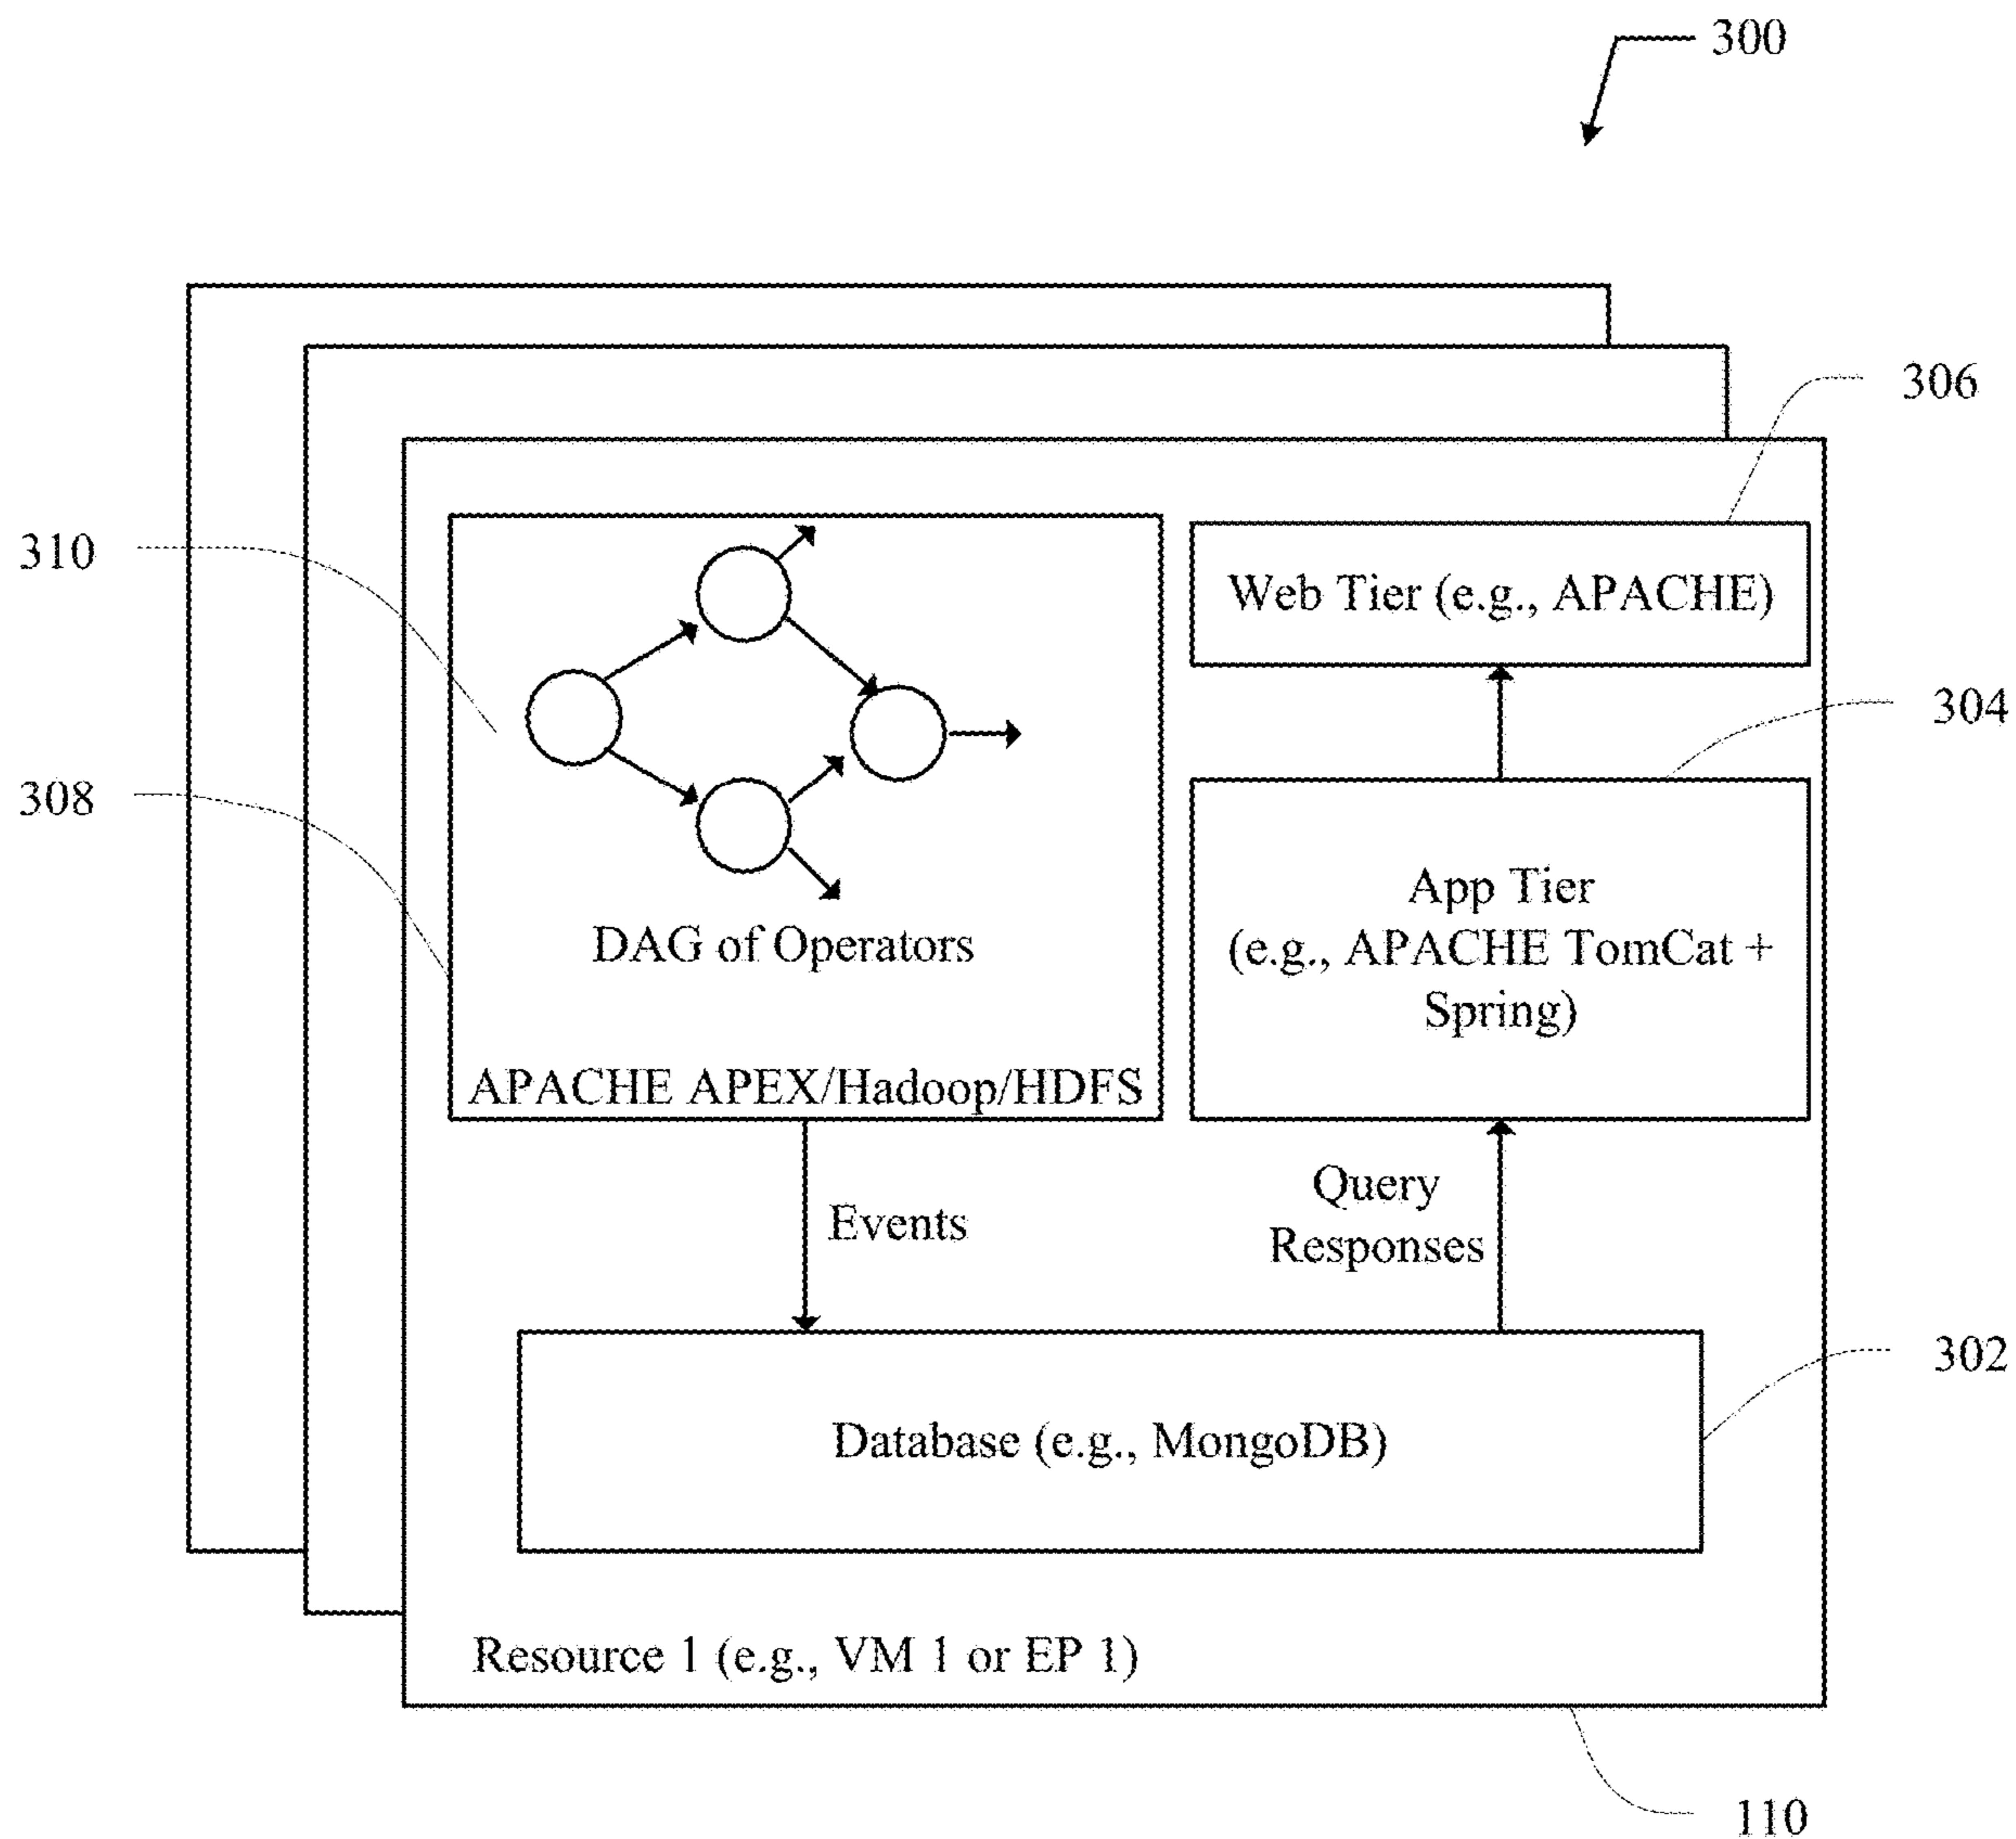 300
306
310
Web Tier (e.g., APACHE)
304
308
App Tier
(e.g., APACHE TomCat +
Spring)
DAG of Operators
APACHE APEX/Hadoop/HDFS
Events
Query
Responses
302
Database (e.g., MongoDB)
Resource 1 (e.g., VM 1 or EP 1)
110